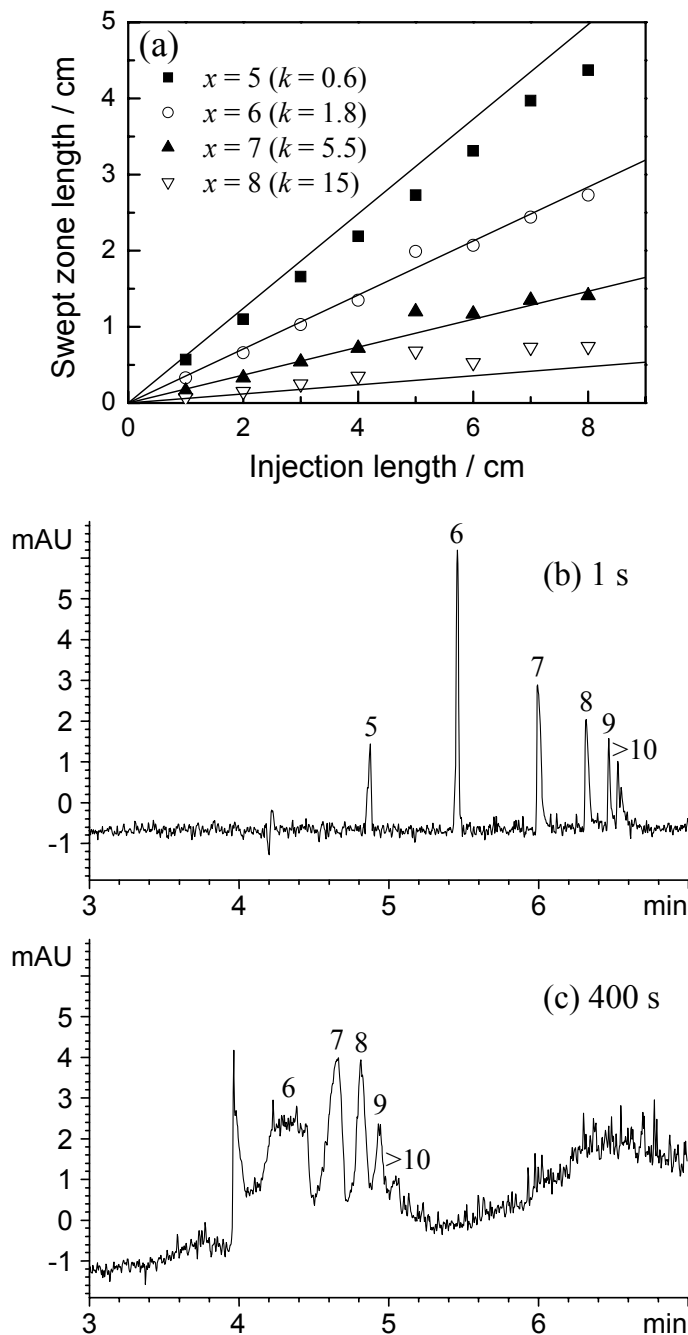 (a)
x = 5 (k = 0.6)
x = 6 (k = 1.8)
x = 7 (k = 5.5)
x = 8 (k = 15)
5
4
3
2
1
0
Swept zone length / cm
0 2 4 6 8
Injection length / cm
mAU
(b) 1 s
5
4
3
2
1
0
-1
5
6
7
8
9
>10
3 4 5 6 min
mAU
(c) 400 s
5
4
3
2
1
0
-1
6
7
8
9
>10
3 4 5 6 min